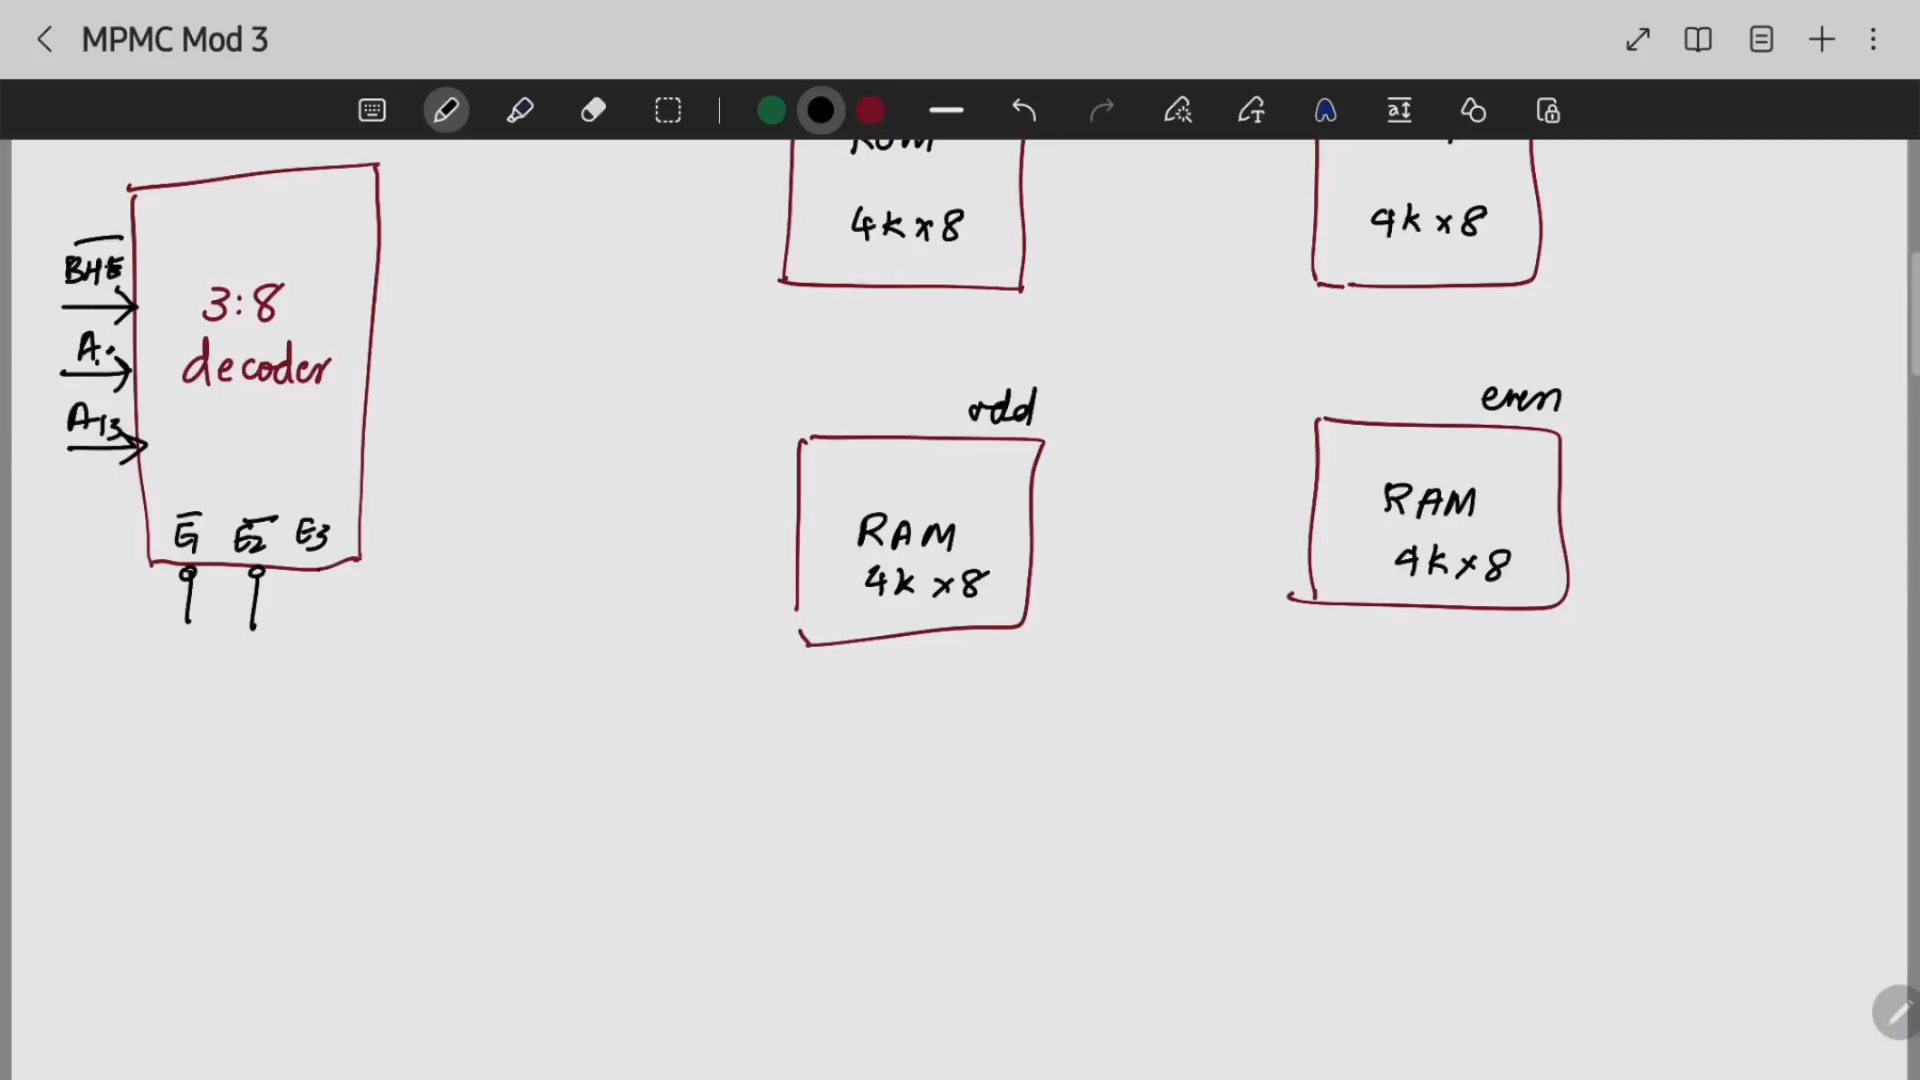 MPMC Mod 3
4k x 8
4k x 8
BHE
3:8
A0
decoder
A13
E1 E2 E3
odd
even
RAM
4k x 8
RAM
4k x 8